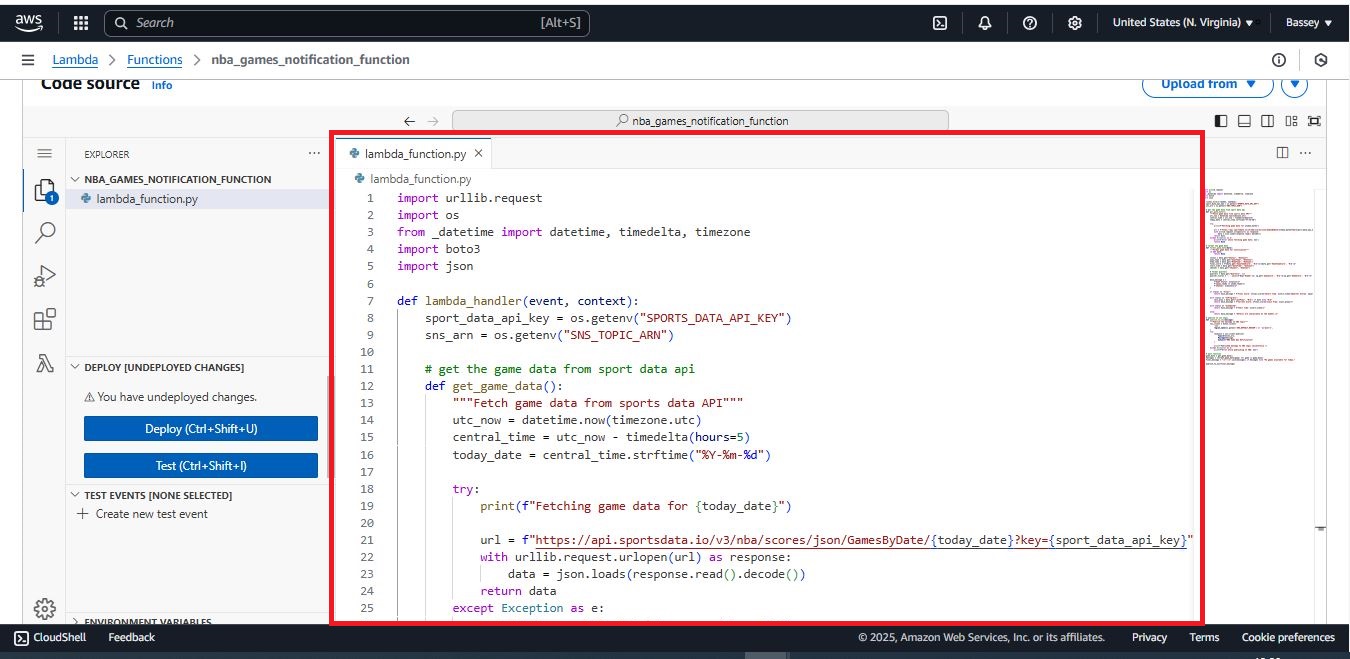 aws
Search [Alt+S]
United States (N. Virginia)
Bassey
Lambda > Functions > nba_games_notification_function
Code source Info
Upload from
nba_games_notification_function
EXPLORER
NBA_GAMES_NOTIFICATION_FUNCTION
lambda_function.py
1
DEPLOY [UNDEPLOYED CHANGES]
You have undeployed changes.
Deploy (Ctrl+Shift+U)
Test (Ctrl+Shift+I)
TEST EVENTS [NONE SELECTED]
Create new test event
ENVIRONMENT VARIABLES
lambda_function.py
lambda_function.py
1 import urllib.request
2 import os
3 from _datetime import datetime, timedelta, timezone
4 import boto3
5 import json
6
7 def lambda_handler(event, context):
8 sport_data_api_key = os.getenv("SPORTS_DATA_API_KEY")
9 sns_arn = os.getenv("SNS_TOPIC_ARN")
10
11 # get the game data from sport data api
12 def get_game_data():
13 """Fetch game data from sports data API"""
14 utc_now = datetime.now(timezone.utc)
15 central_time = utc_now - timedelta(hours=5)
16 today_date = central_time.strftime("%Y-%m-%d")
17
18 try:
19 print(f"Fetching game data for {today_date}")
20
21 url = f"https://api.sportsdata.io/v3/nba/scores/json/GamesByDate/{today_date}?key={sport_data_api_key}"
22 with urllib.request.urlopen(url) as response:
23 data = json.loads(response.read().decode())
24 return data
25 except Exception as e:
CloudShell Feedback
© 2025, Amazon Web Services, Inc. or its affiliates. Privacy Terms Cookie preferences